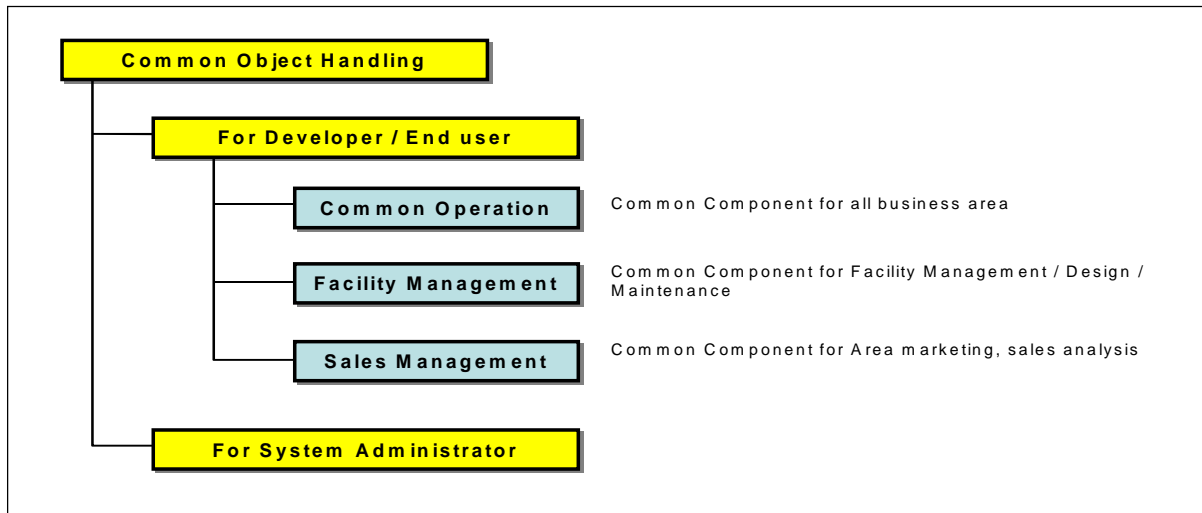 Common Object Handling
For Developer / End user
Common Operation
Common Component for all business area
Facility Management
Common Component for Facility Management / Design /
Maintenance
Sales Management
Common Component for Area marketing, sales analysis
For System Administrator